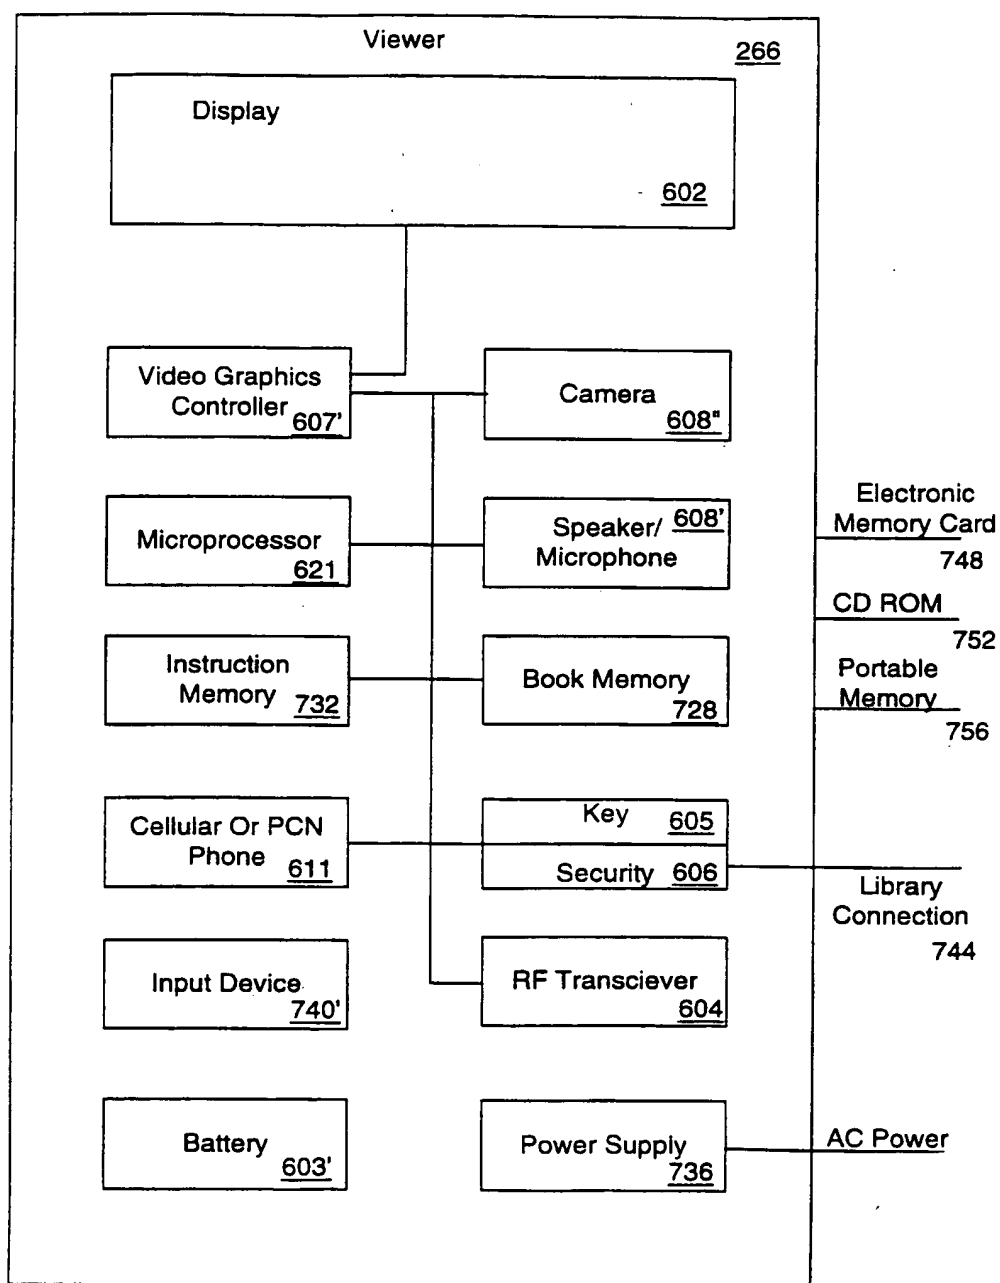 Viewer
266
Display
602
Video Graphics
Controller
607'
Camera
608"
Microprocessor
621
Speaker/
Microphone
608'
Instruction
Memory
732
Book Memory
728
Cellular Or PCN
Phone
611
Key
605
Security
606
Input Device
740'
RF Transciever
604
Battery
603'
Power Supply
736
Electronic
Memory Card
748
CD ROM
752
Portable
Memory
756
Library
Connection
744
AC Power